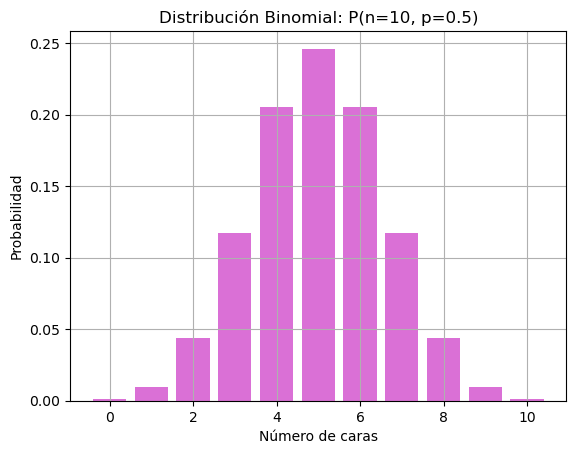 Distribución Binomial: P(n=10, p=0.5)
0.25
0.20
0.15
0.10
0.05
0.00
Probabilidad
0 2 4 6 8 10
Número de caras